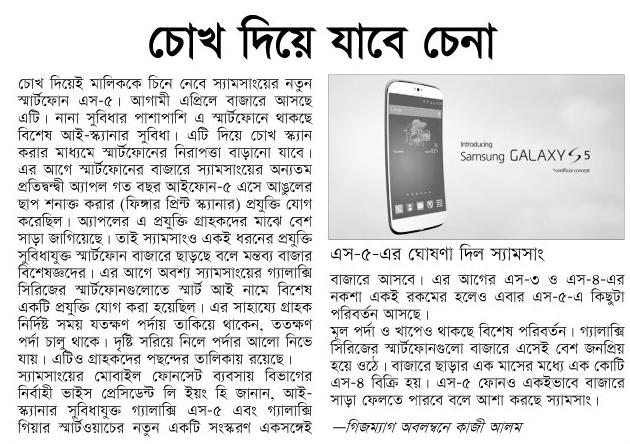 চোখ দিয়ে যাবে চেনা
চোখ দিয়েই মালিককে চিনে নেবে স্যামসাংয়ের নতুন
স্মার্টফোন এস-৫। আগামী এপ্রিলে বাজারে আসছে
এটি। নানা সুবিধার পাশাপাশি এ স্মার্টফোনে থাকছে
বিশেষ আই-স্ক্যানার সুবিধা। এটি দিয়ে চোখ স্ক্যান
করার মাধ্যমে স্মার্টফোনের নিরাপত্তা বাড়ানো যাবে।
এর আগে স্মার্টফোনের বাজারে স্যামসাংয়ের অন্যতম
প্রতিদ্বন্দ্বী অ্যাপল গত বছর আইফোন-৫ এসে আঙুলের
ছাপ শনাক্ত করার (ফিঙ্গার প্রিন্ট স্ক্যানার) প্রযুক্তি যোগ
করেছিল। অ্যাপলের এ প্রযুক্তি গ্রাহকদের মাঝে বেশ
সাড়া জাগিয়েছে। তাই স্যামসাংও একই ধরনের প্রযুক্তি
সুবিধাযুক্ত স্মার্টফোন বাজারে ছাড়ছে বলে মন্তব্য বাজার
বিশেষজ্ঞদের। এর আগে অবশ্য স্যামসাংয়ের গ্যালাক্সি
সিরিজের স্মার্টফোনগুলোতে স্মার্ট আই নামে বিশেষ
একটি প্রযুক্তি যোগ করা হয়েছিল। এর সাহায্যে গ্রাহক
নির্দিষ্ট সময় যতক্ষণ পর্দায় তাকিয়ে থাকেন, ততক্ষণ
পর্দা চালু থাকে। দৃষ্টি সরিয়ে নিলে পর্দার আলো নিভে
যায়। এটিও গ্রাহকদের পছন্দের তালিকায় রয়েছে।
স্যামসাংয়ের মোবাইল ফোনসেট ব্যবসায় বিভাগের
নির্বাহী ভাইস প্রেসিডেন্ট লি ইয়ং হি জানান, আই-
স্ক্যানার সুবিধাযুক্ত গ্যালাক্সি এস-৫ এবং গ্যালাক্সি
গিয়ার স্মার্টওয়াচের নতুন একটি সংস্করণ একসঙ্গেই
Introducing
Samsung GALAXY S5
*unofficial concept
এস-৫-এর ঘোষণা দিল স্যামসাং
বাজারে আসবে। এর আগের এস-৩ ও এস-৪-এর
নকশা একই রকমের হলেও এবার এস-৫-এ কিছুটা
পরিবর্তন আসছে।
মূল পর্দা ও খাপেও থাকছে বিশেষ পরিবর্তন। গ্যালাক্সি
সিরিজের স্মার্টফোনগুলো বাজারে এসেই বেশ জনপ্রিয়
হয়ে ওঠে। বাজারে ছাড়ার এক মাসের মধ্যে এক কোটি
এস-৪ বিক্রি হয়। এস-৫ ফোনও একইভাবে বাজারে
সাড়া ফেলতে পারবে বলে আশা করছে স্যামসাং।
—গিজম্যাগ অবলম্বনে কাজী আলম